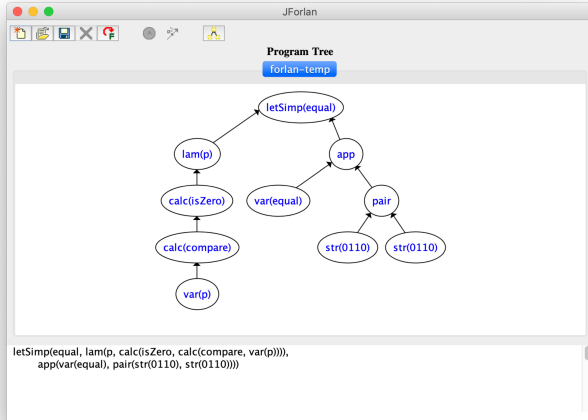 JForlan
Program Tree
forlan-temp
letSimp(equal)
lam(p)
app
calc(isZero)
var(equal)
pair
calc(compare)
str(0110)
str(0110)
var(p)
letSimp(equal, lam(p, calc(isZero, calc(compare, var(p)))),
app(var(equal), pair(str(0110), str(0110))))